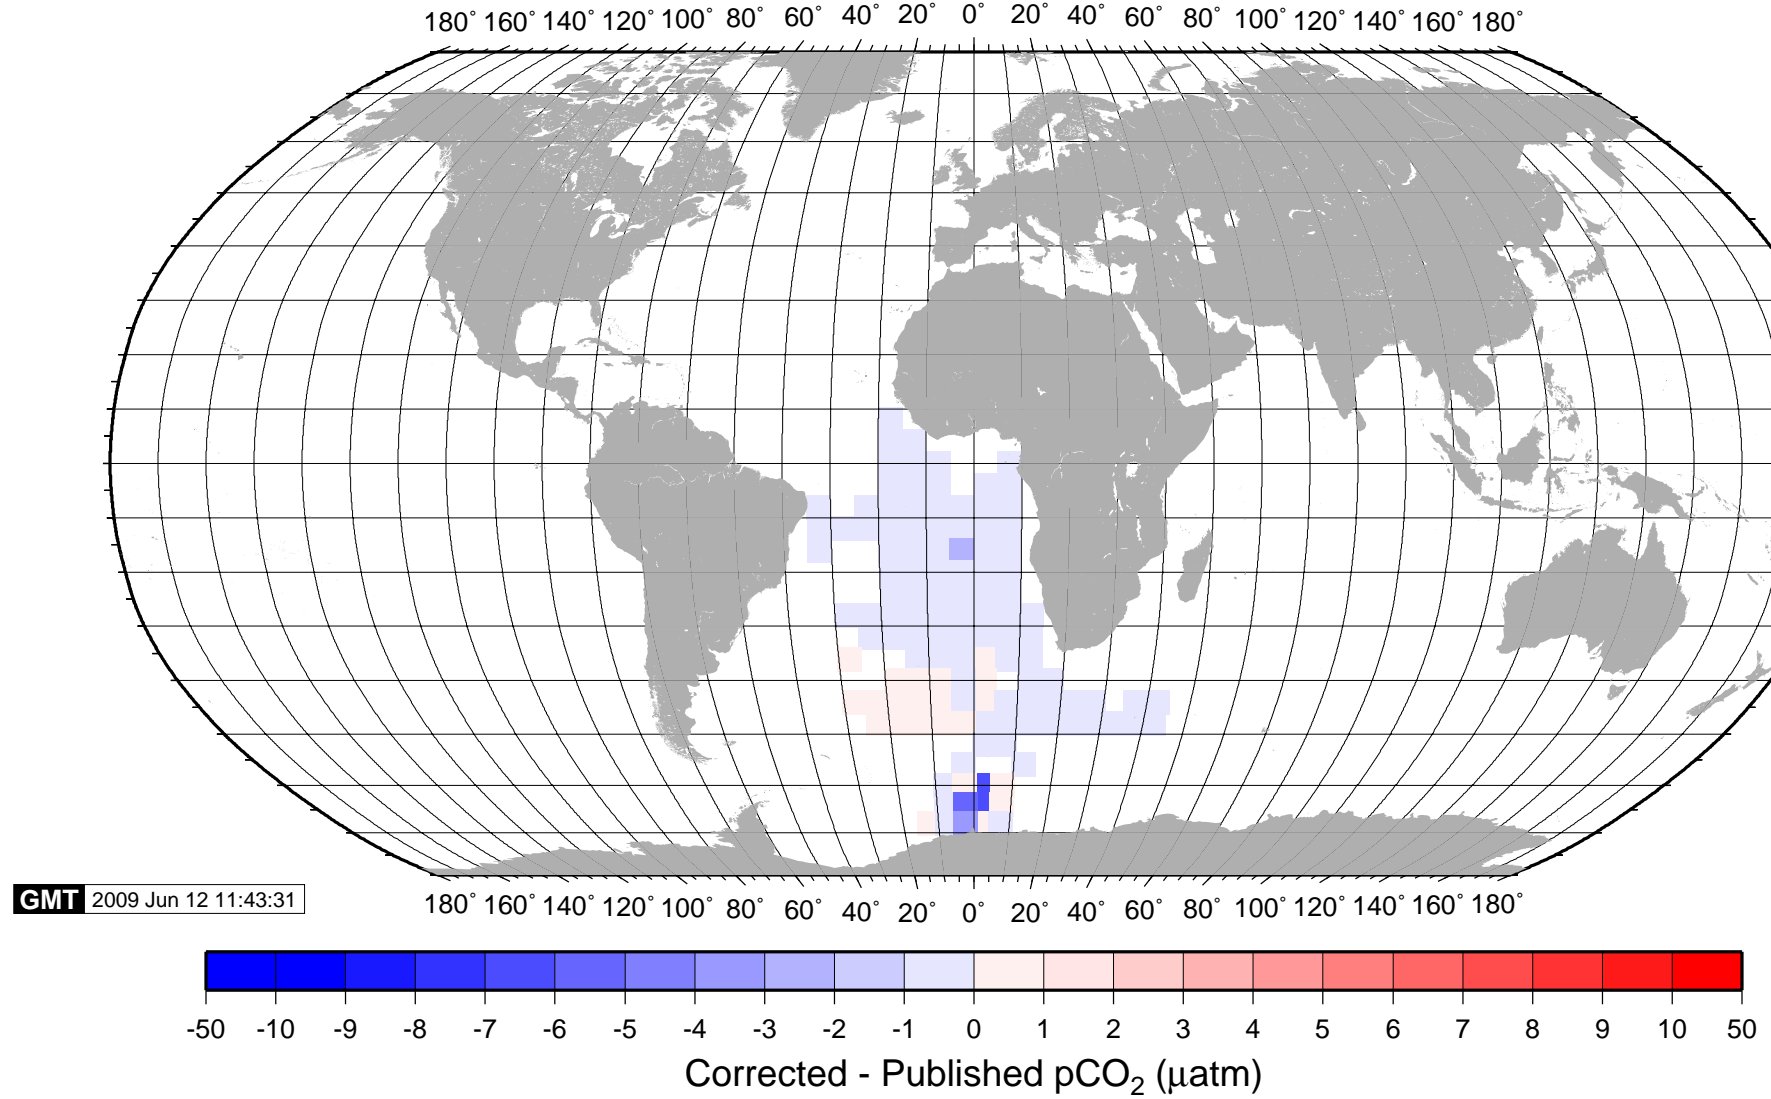 180° 160° 140° 120° 100° 80° 60° 40° 20° 0° 20° 40° 60° 80° 100° 120° 140° 160° 180°
GMT 2009 Jun 12 11:43:31
180° 160° 140° 120° 100° 80° 60° 40° 20° 0° 20° 40° 60° 80° 100° 120° 140° 160° 180°
-50 -10 -9 -8 -7 -6 -5 -4 -3 -2 -1 0 1 2 3 4 5 6 7 8 9 10 50
Corrected - Published pCO₂ (μatm)